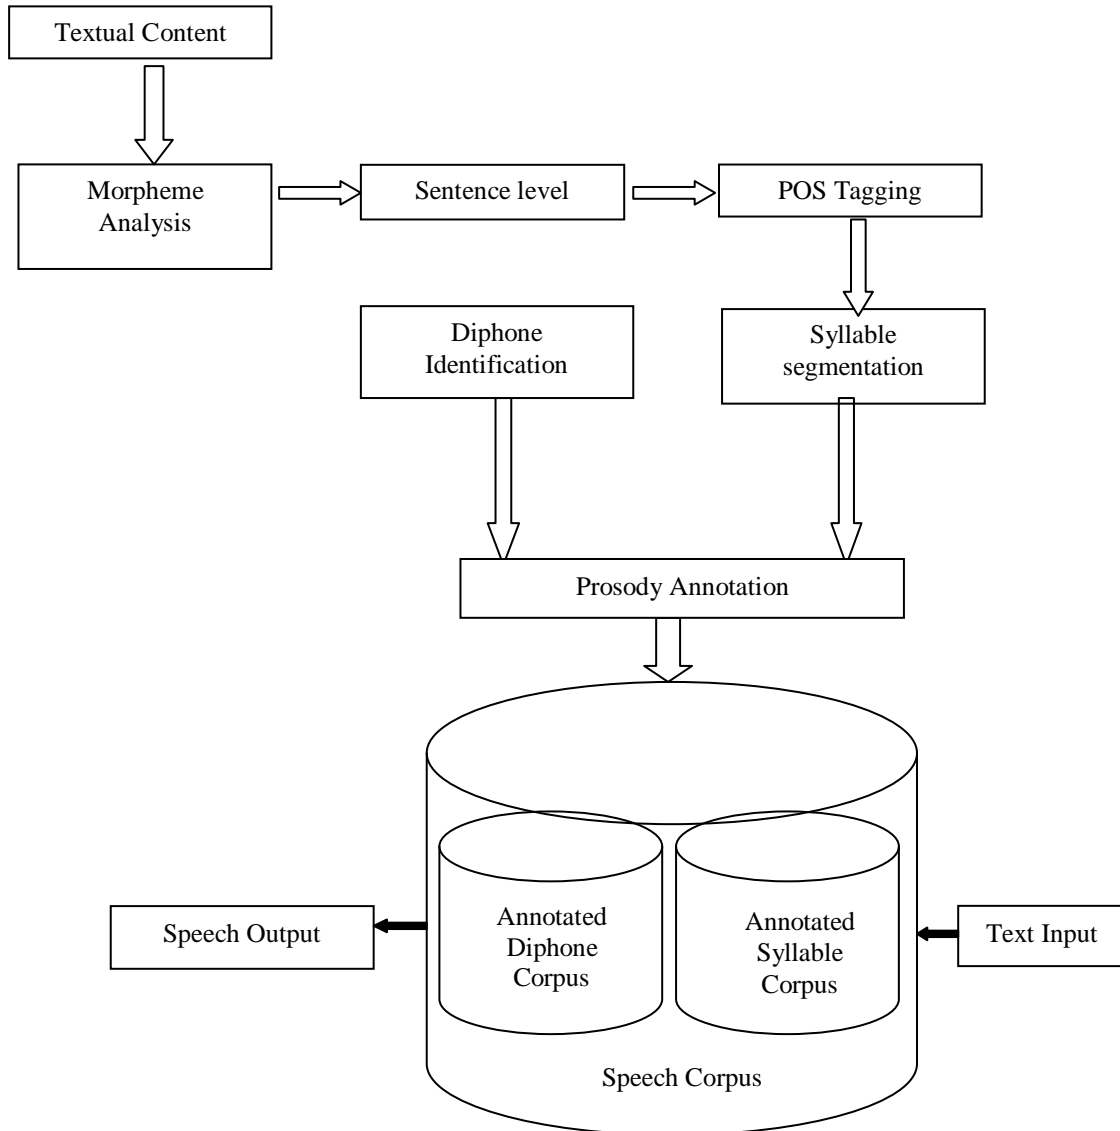 Textual Content
Morpheme
Analysis
Sentence level
POS Tagging
Diphone
Identification
Syllable
segmentation
Prosody Annotation
Speech Output
Annotated
Diphone
Corpus
Annotated
Syllable
Corpus
Text Input
Speech Corpus